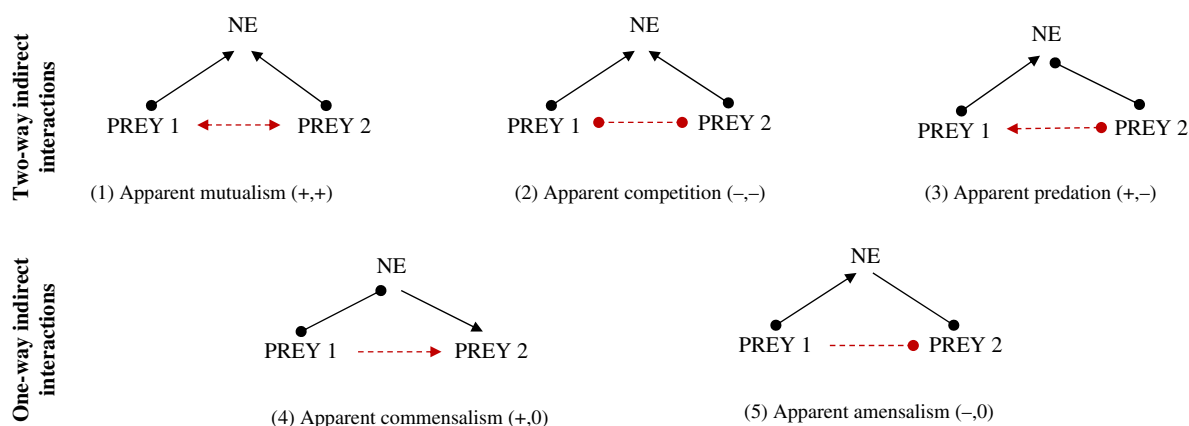 Two-way indirect
interactions
NE
PREY 1
PREY 2
(1) Apparent mutualism (+,+)
NE
PREY 1
PREY 2
(2) Apparent competition (–,–)
NE
PREY 1
PREY 2
(3) Apparent predation (+,–)
One-way indirect
interactions
NE
PREY 1
PREY 2
(4) Apparent commensalism (+,0)
NE
PREY 1
PREY 2
(5) Apparent amensalism (–,0)